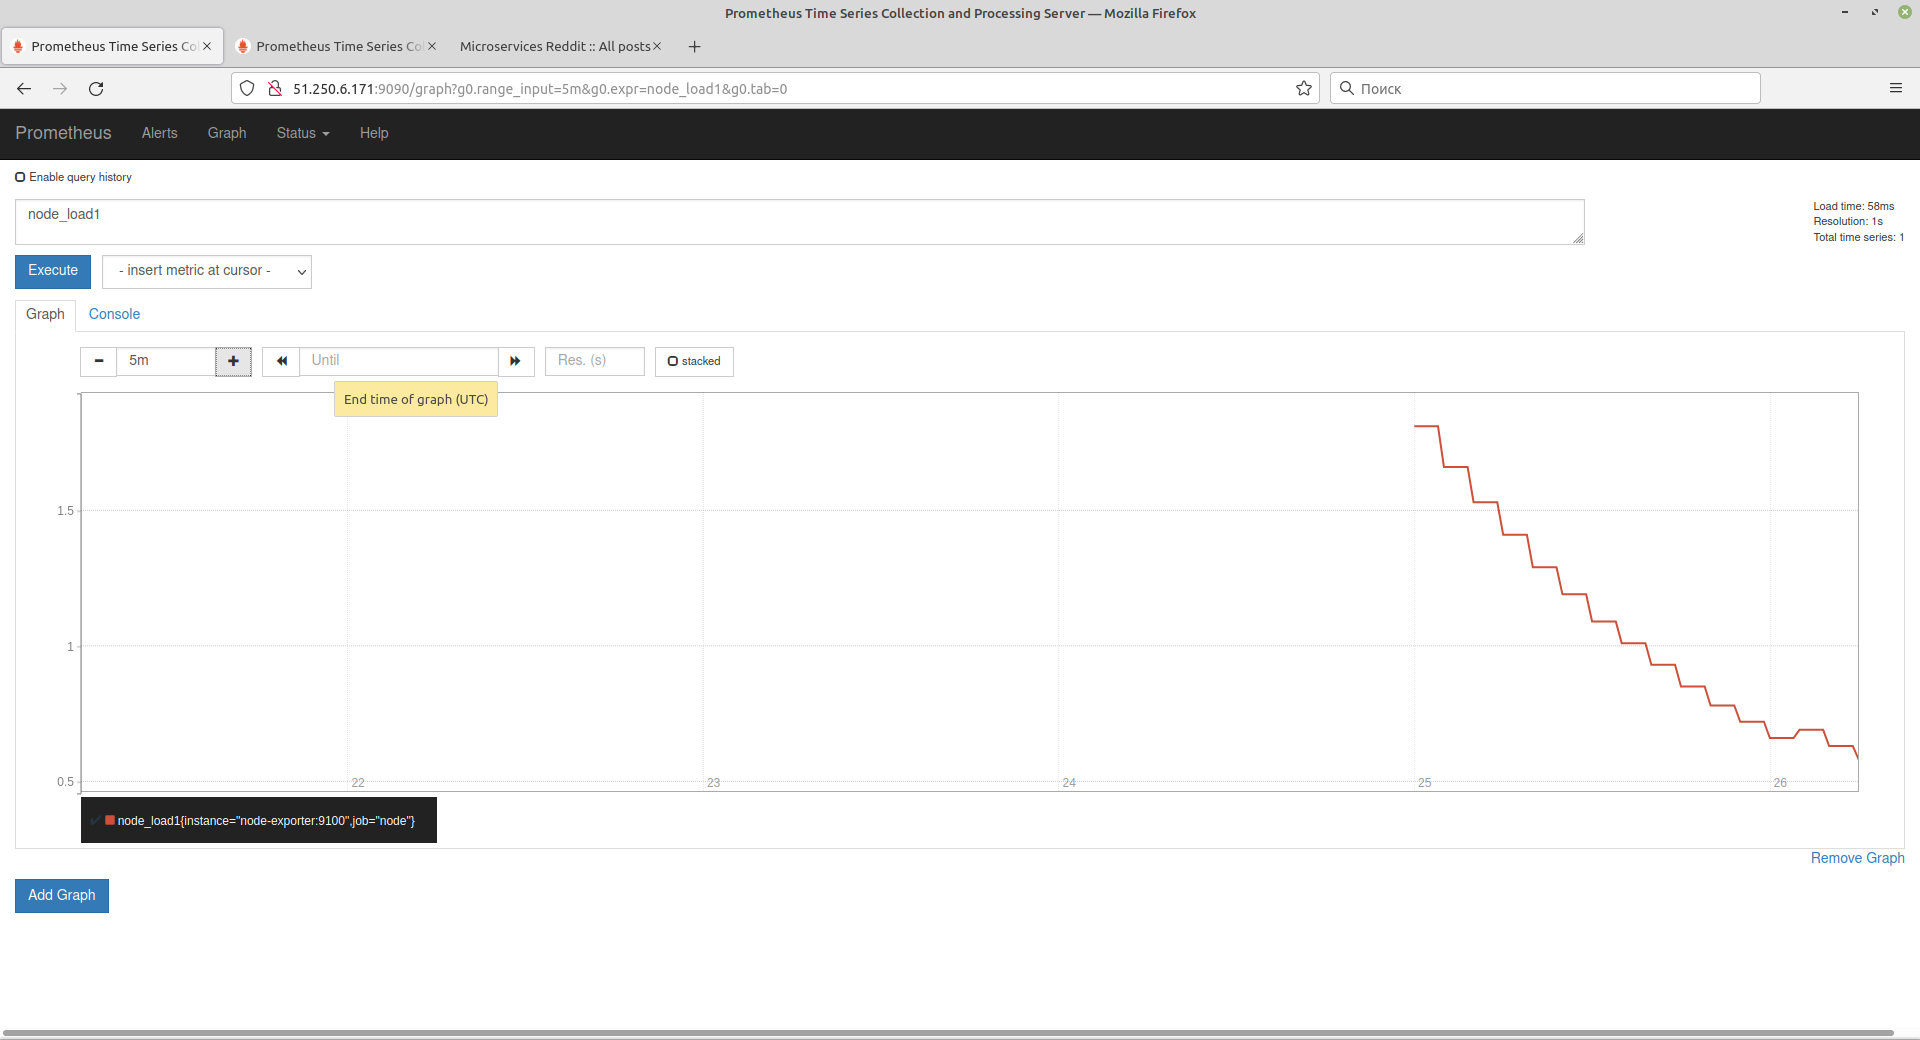 Prometheus Time Series Collection and Processing Server — Mozilla Firefox
Prometheus Time Series Co
Prometheus Time Series Co
Microservices Reddit :: All posts
51.250.6.171:9090/graph?g0.range_input=5m&g0.expr=node_load1&g0.tab=0
Поиск
Prometheus Alerts Graph Status Help
Enable query history
node_load1
Load time: 58ms
Resolution: 1s
Total time series: 1
Execute
- insert metric at cursor -
Graph Console
5m
Until
Res. (s)
stacked
End time of graph (UTC)
1.5
1
0.5
22 23 24 25 26
node_load1{instance="node-exporter:9100",job="node"}
Remove Graph
Add Graph